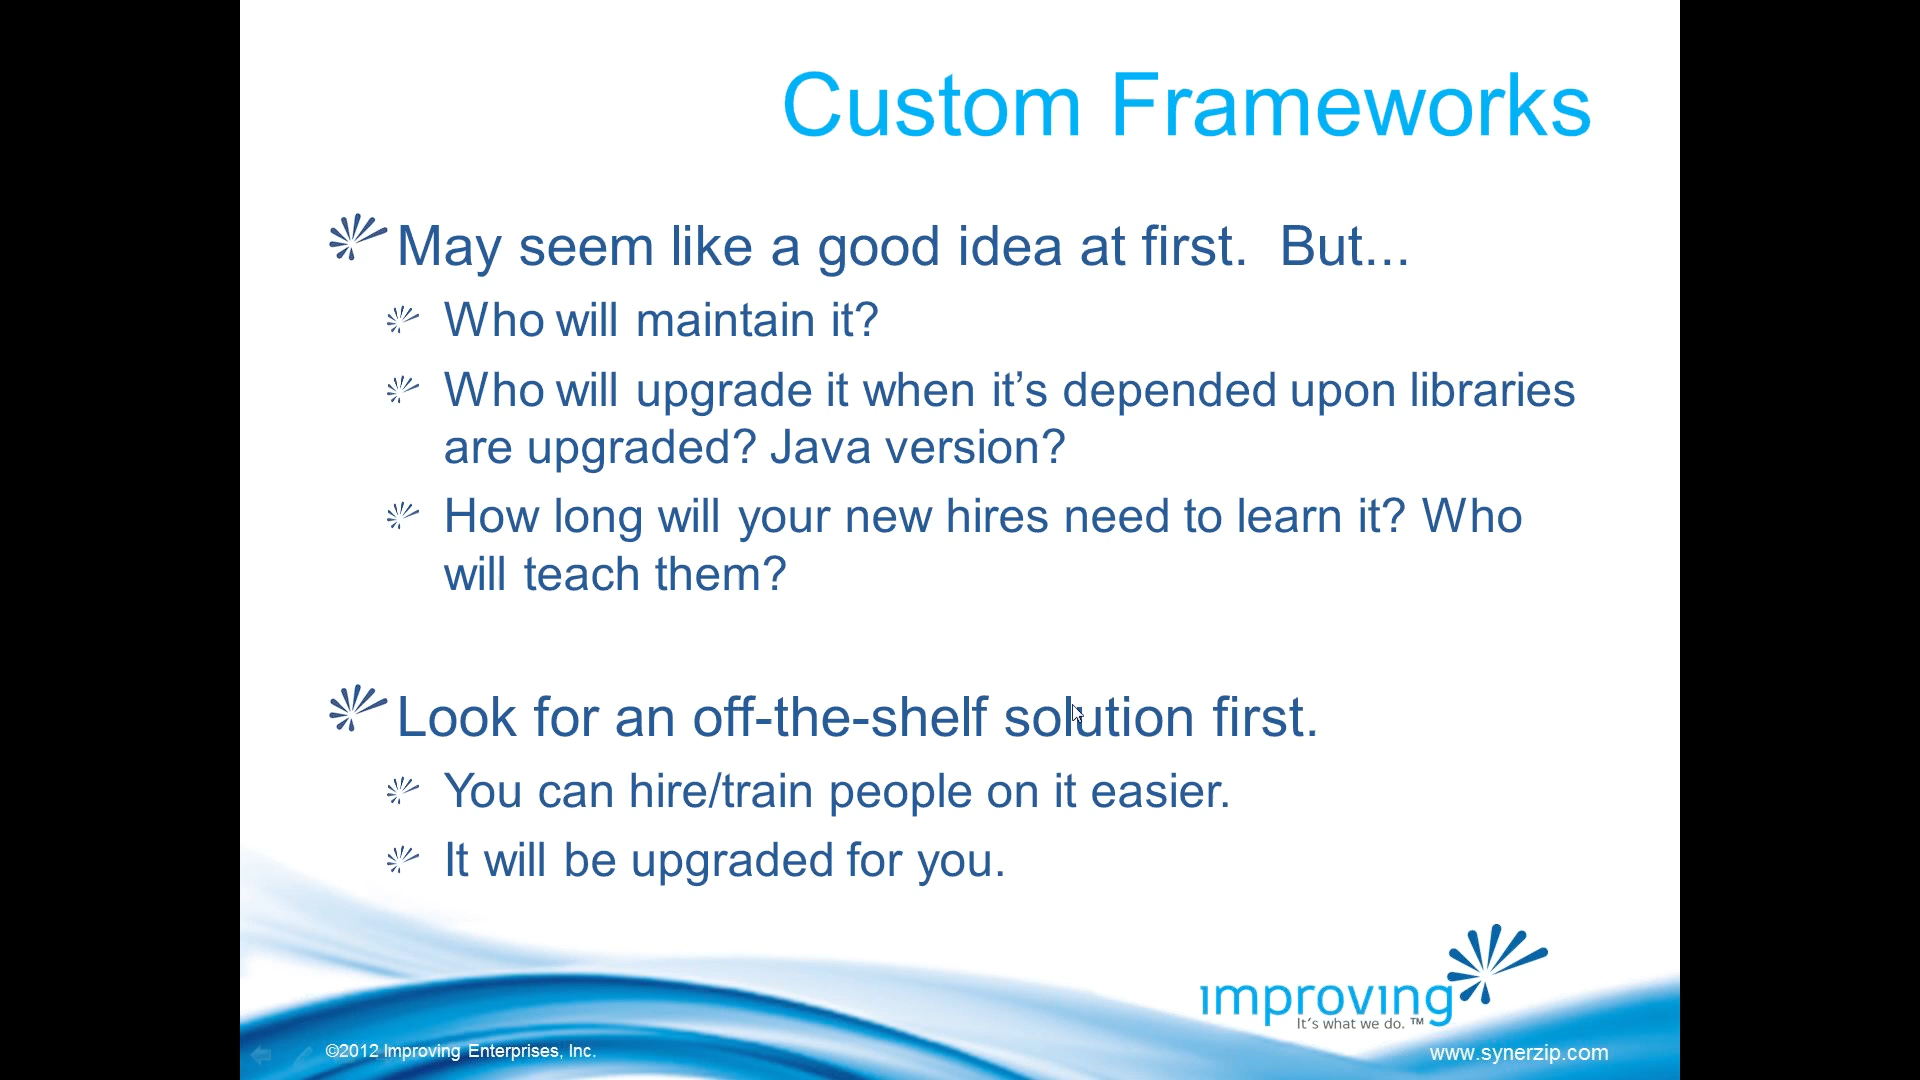 Custom Frameworks
May seem like a good idea at first.  But...
Who will maintain it?
Who will upgrade it when it’s depended upon libraries
are upgraded? Java version?
How long will your new hires need to learn it? Who
will teach them?
Look for an off-the-shelf solution first.
You can hire/train people on it easier.
It will be upgraded for you.
improving
It's what we do. ™
©2012 Improving Enterprises, Inc.
www.synerzip.com